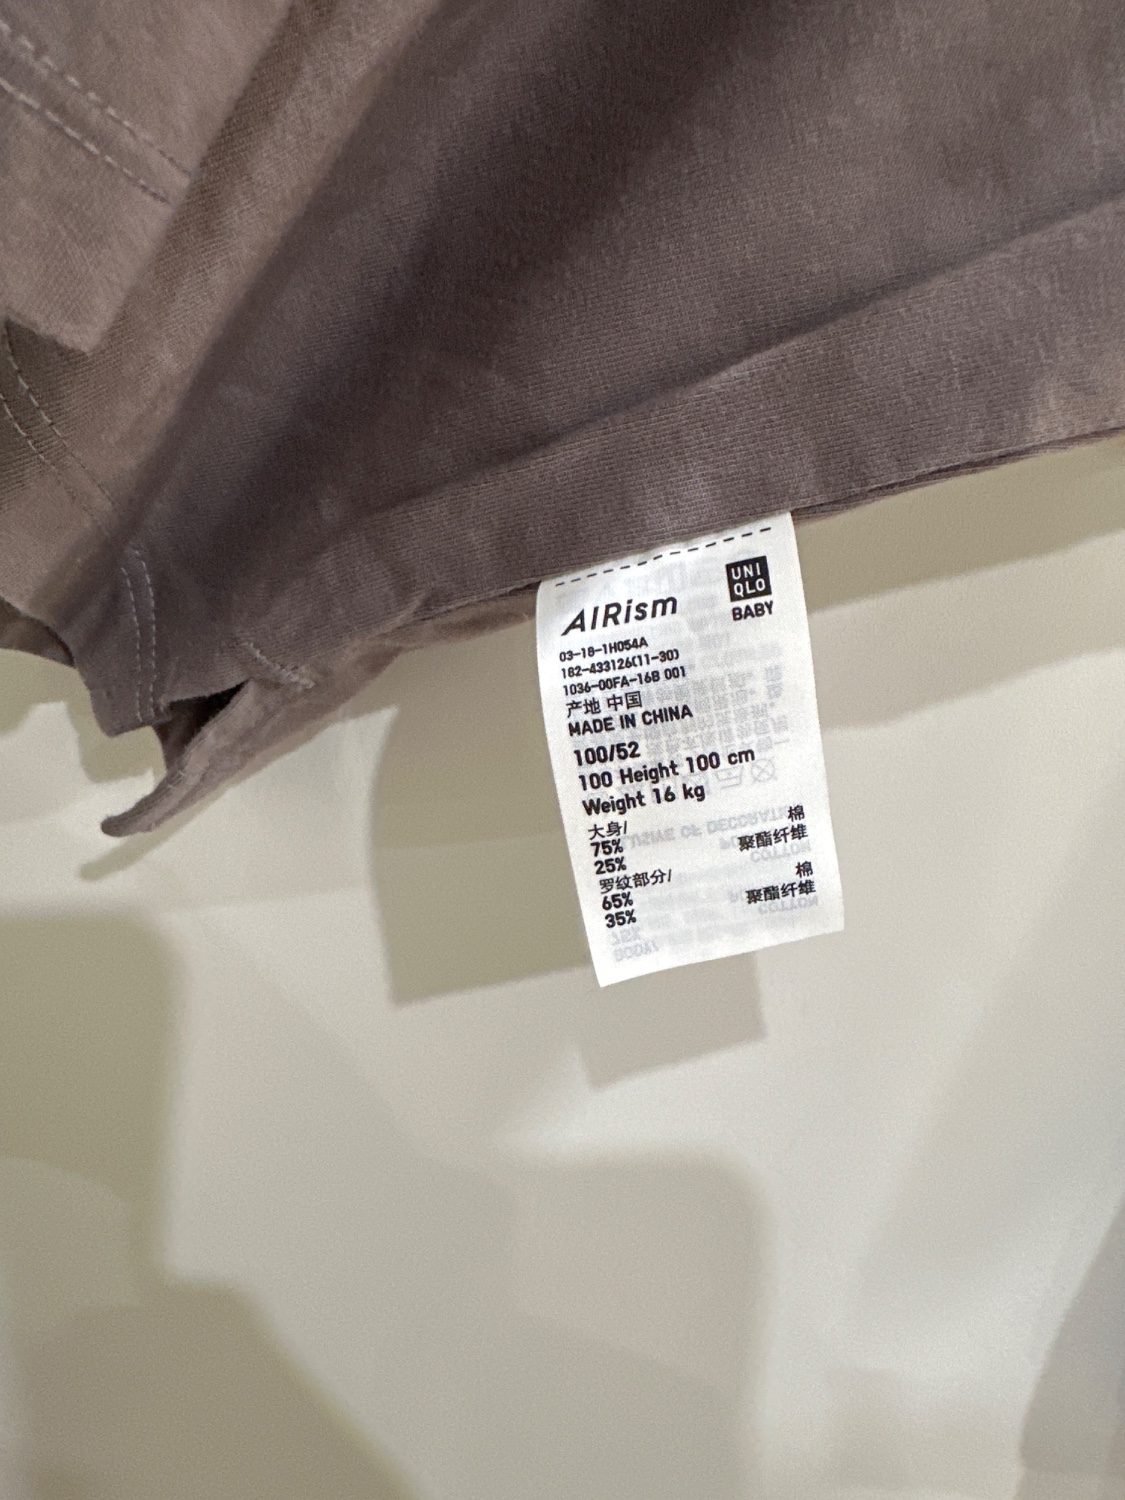 AIRism
UNI
QLO
BABY
03-18-1H054A
182-433126(11-30)
1036-00FA-16B 001
产地 中国
MADE IN CHINA
100/52
100 Height 100 cm
Weight 16 kg
大身/
75% 棉
25% 聚酯纤维
罗纹部分/
65% 棉
35% 聚酯纤维